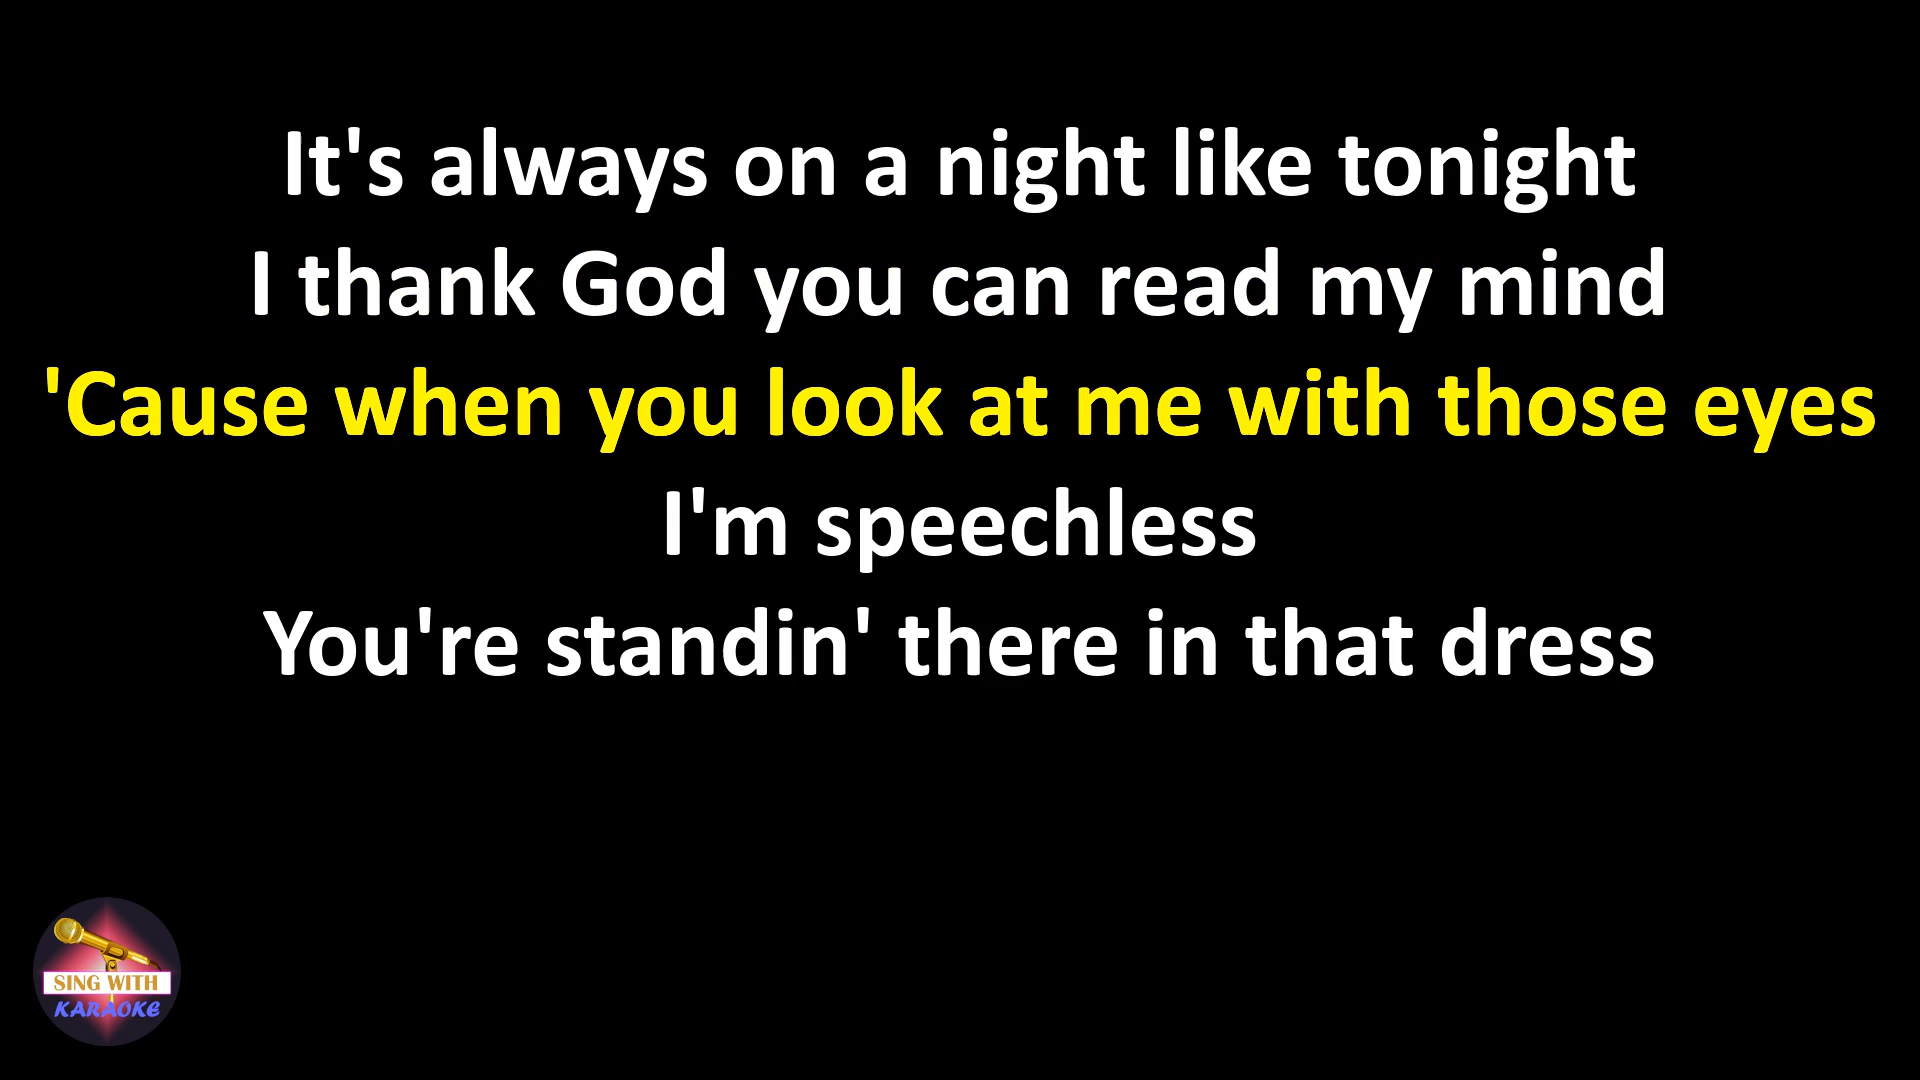 It's always on a night like tonight
I thank God you can read my mind
'Cause when you look at me with those eyes
I'm speechless
You're standin' there in that dress
SING WITH
KARAOKE